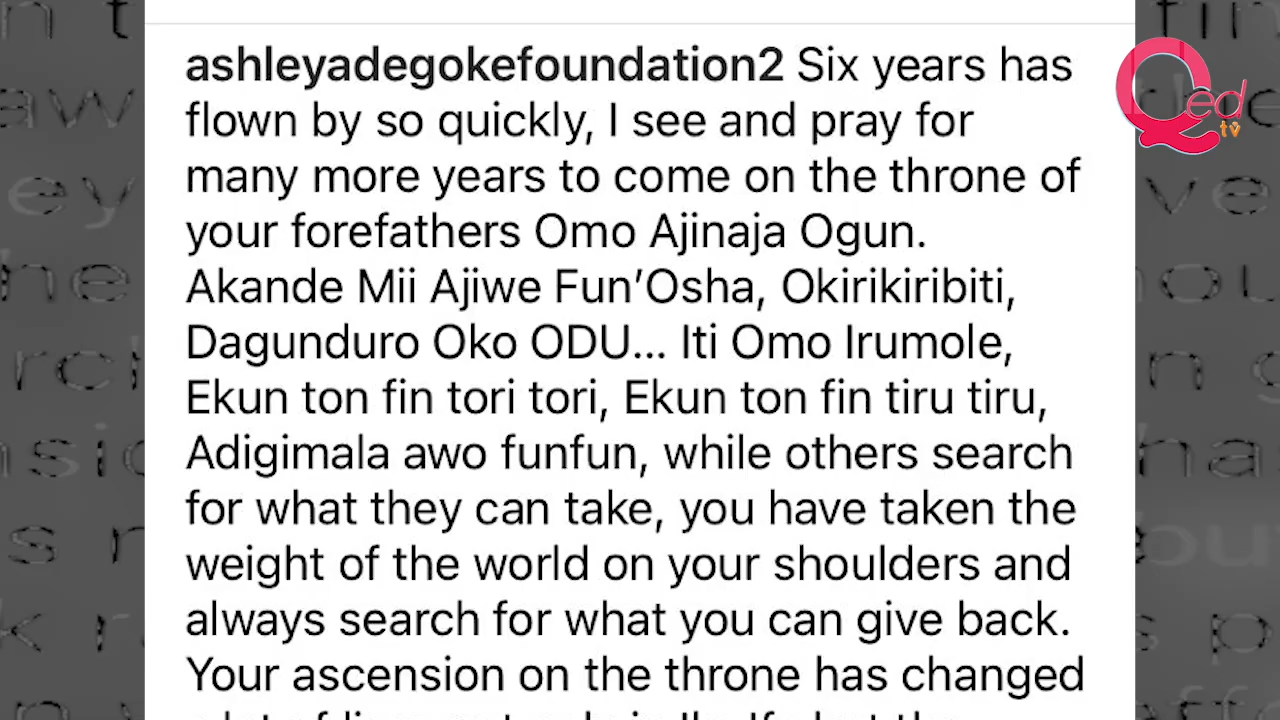 ashleyadegokefoundation2 Six years has
flown by so quickly, I see and pray for
many more years to come on the throne of
your forefathers Omo Ajinaja Ogun.
Akande Mii Ajiwe Fun’Osha, Okirikiribiti,
Dagunduro Oko ODU... Iti Omo Irumole,
Ekun ton fin tori tori, Ekun ton fin tiru tiru,
Adigimala awo funfun, while others search
for what they can take, you have taken the
weight of the world on your shoulders and
always search for what you can give back.
Your ascension on the throne has changed
Qed
tv